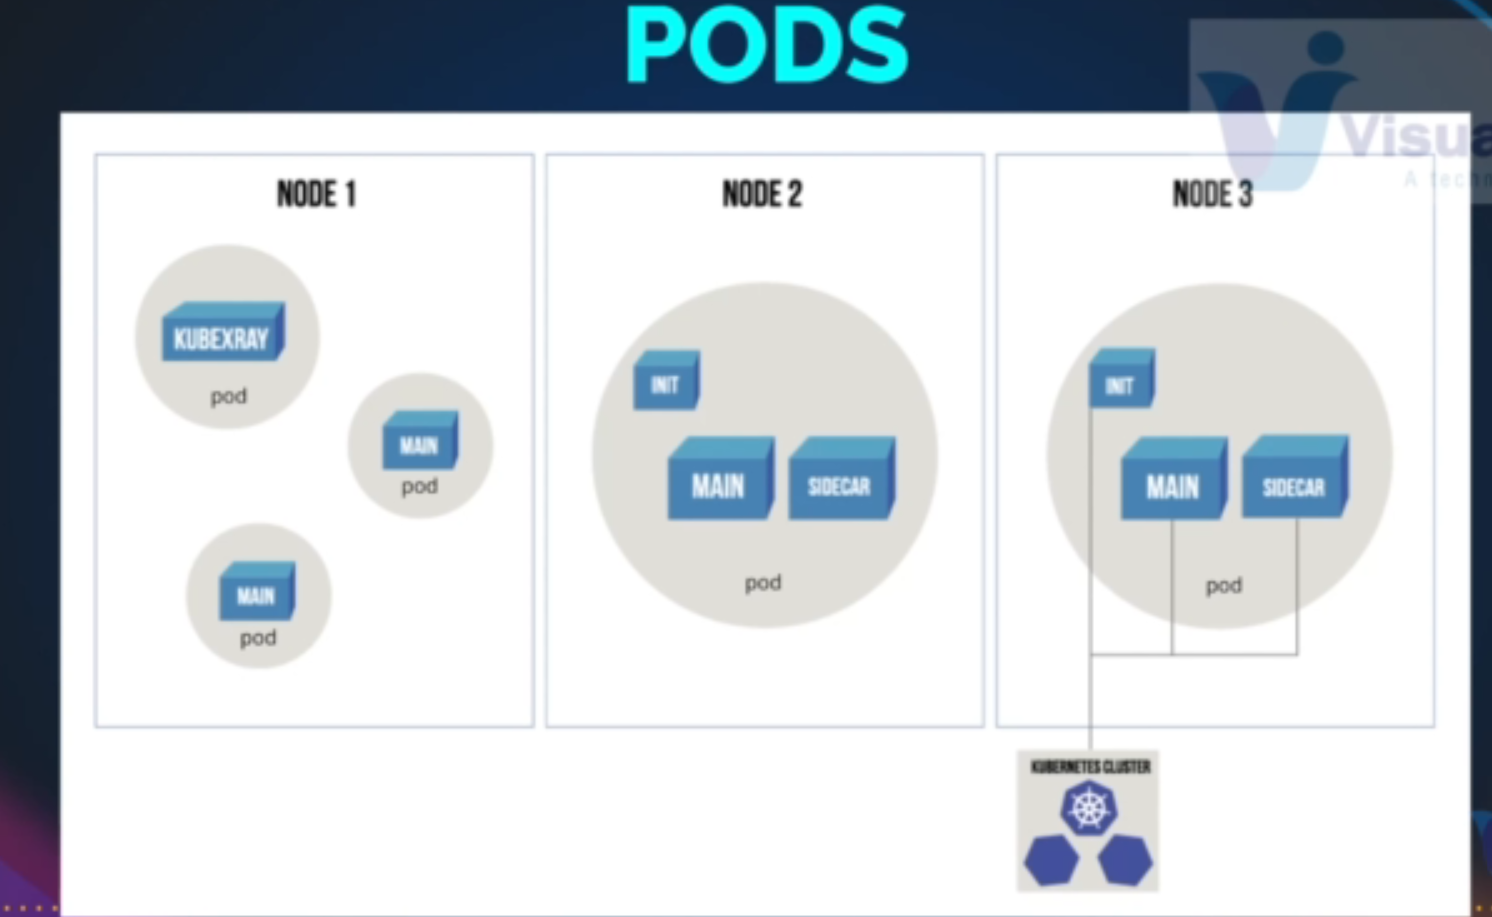 PODS
Visua
A techn
NODE 1
KUBEXRAY
pod
MAIN
pod
MAIN
pod
NODE 2
INIT
MAIN
SIDECAR
pod
NODE 3
INIT
MAIN
SIDECAR
pod
KUBERNETES CLUSTER